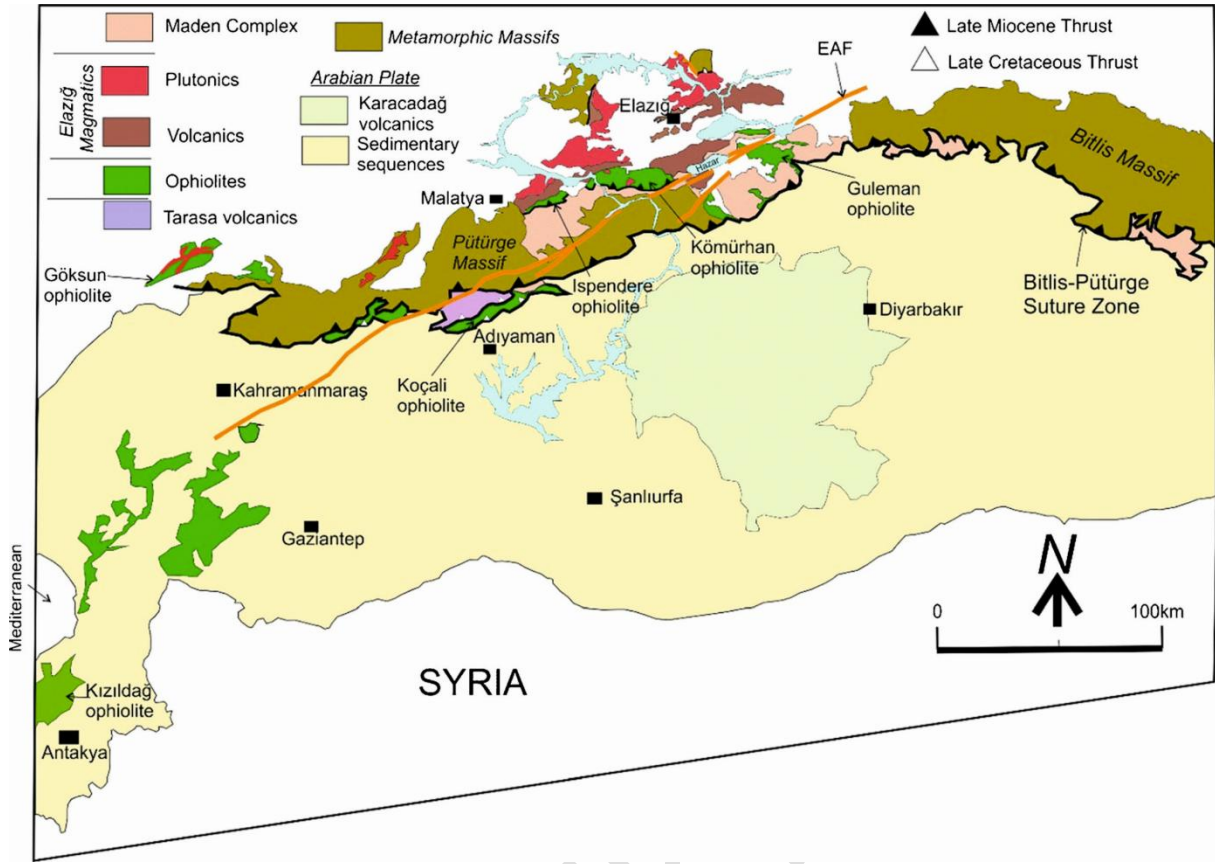 Maden Complex
Elazığ
Magmatics
Plutonics
Volcanics
Ophiolites
Tarasa volcanics
Metamorphic Massifs
Arabian Plate
Karacadağ
volcanics
Sedimentary
sequences
Late Miocene Thrust
Late Cretaceous Thrust
EAF
Elazığ
Hazar
Bitlis Massif
Malatya
Guleman
ophiolite
Pütürge
Massif
Kömürhan
ophiolite
Göksun
ophiolite
Ispendere
ophiolite
Bitlis-Pütürge
Suture Zone
Diyarbakır
Adıyaman
Koçali
ophiolite
Kahramanmaraş
Şanlıurfa
Gaziantep
Mediterranean
N
0 100km
SYRIA
Kızıldağ
ophiolite
Antakya